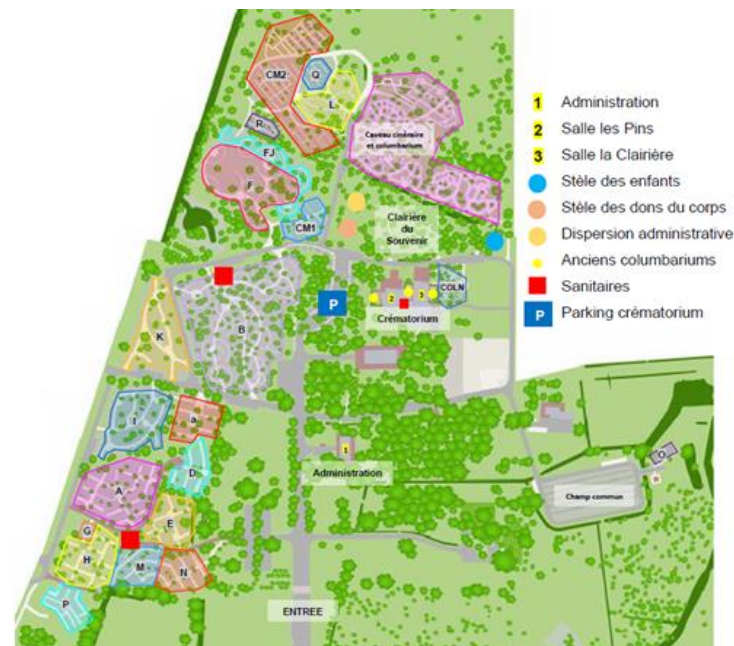 CM2
Q
L
R
FJ
F
CM1
Caveau cinéraire
et columbarium
Clairière
du
Souvenir
P
2
3
COLN
Crématorium
K
B
I
a
D
A
E
G
H
M
N
P
1
Administration
Champ commun
O
ENTREE
1 Administration
2 Salle les Pins
3 Salle la Clairière
Stèle des enfants
Stèle des dons du corps
Dispersion administrative
Anciens columbariums
Sanitaires
P Parking crématorium